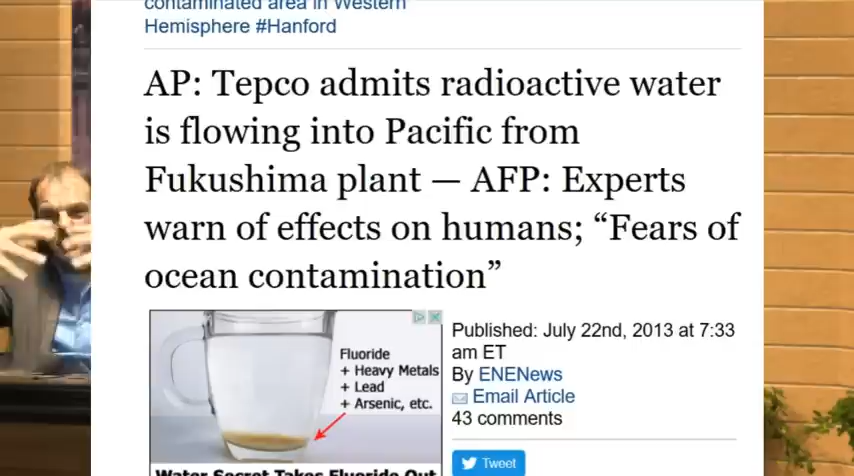 contaminated area in Western
Hemisphere #Hanford
AP: Tepco admits radioactive water
is flowing into Pacific from
Fukushima plant — AFP: Experts
warn of effects on humans; “Fears of
ocean contamination”
Fluoride
+ Heavy Metals
+ Lead
+ Arsenic, etc.
Water Secret Takes Fluoride Out
Published: July 22nd, 2013 at 7:33
am ET
By ENENews
Email Article
43 comments
Tweet